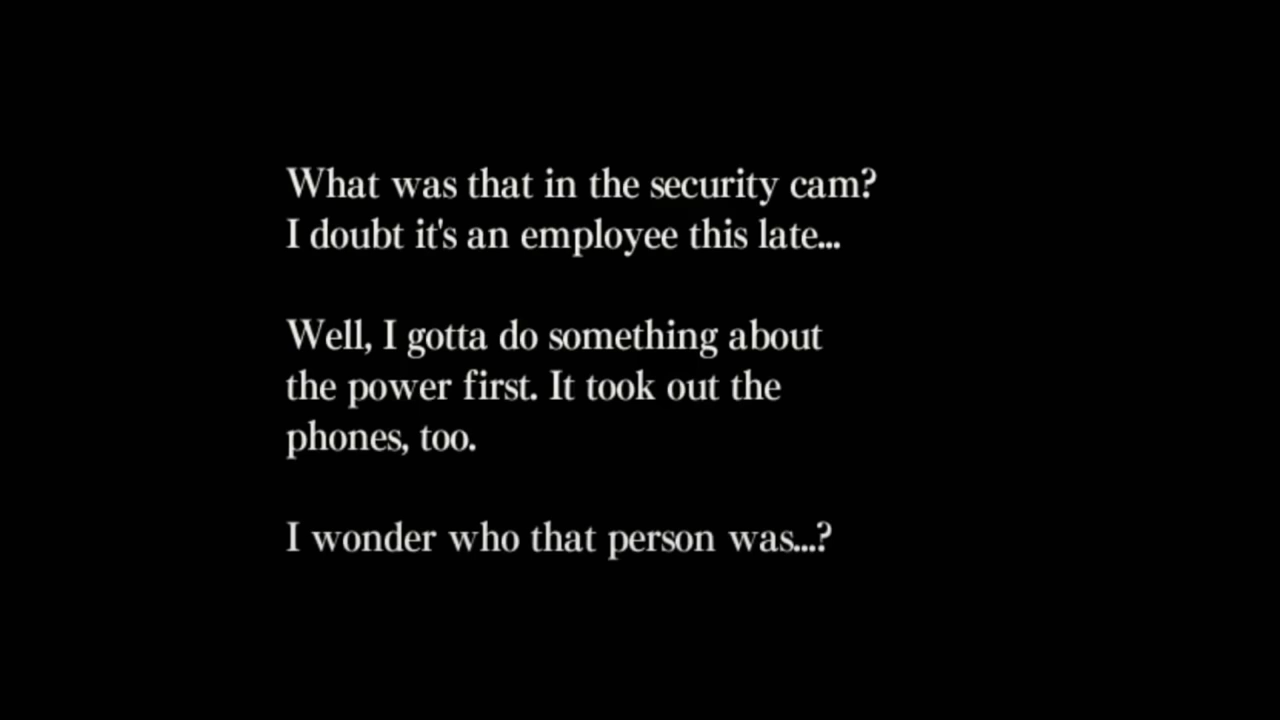 What was that in the security cam?
I doubt it's an employee this late...
Well, I gotta do something about
the power first. It took out the
phones, too.
I wonder who that person was...?